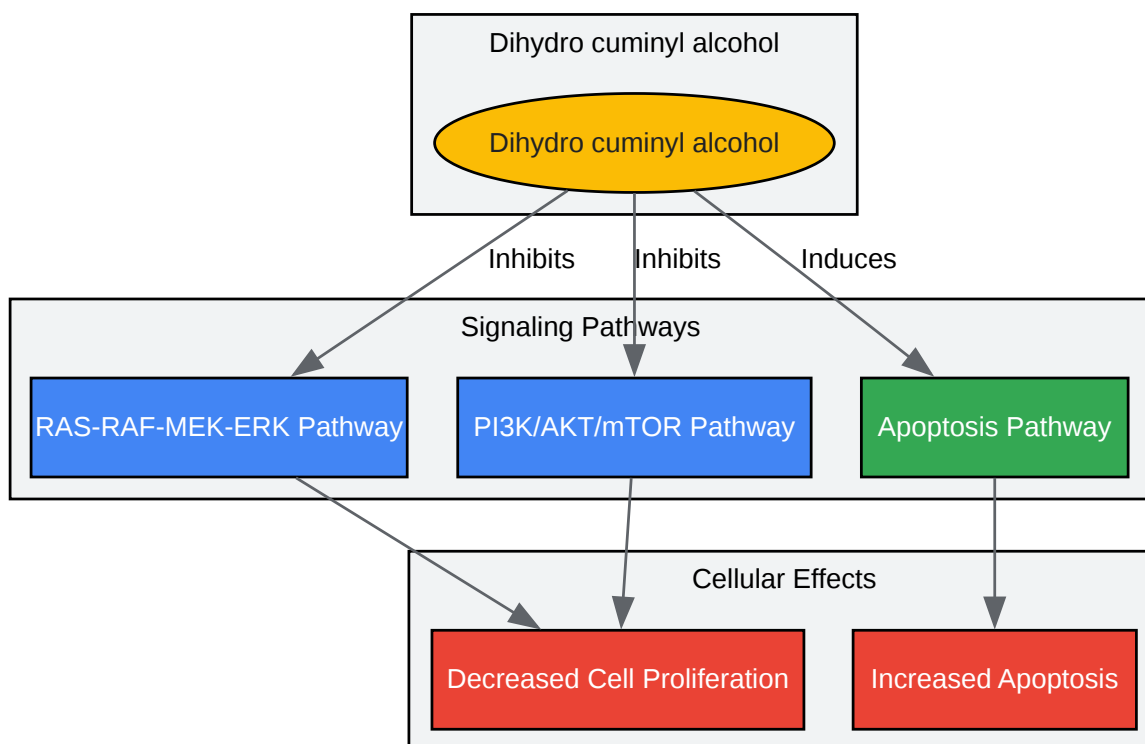 Dihydro cuminyl alcohol
Dihydro cuminyl alcohol
Inhibits
Inhibits
Induces
Signaling Pathways
RAS-RAF-MEK-ERK Pathway
PI3K/AKT/mTOR Pathway
Apoptosis Pathway
Cellular Effects
Decreased Cell Proliferation
Increased Apoptosis